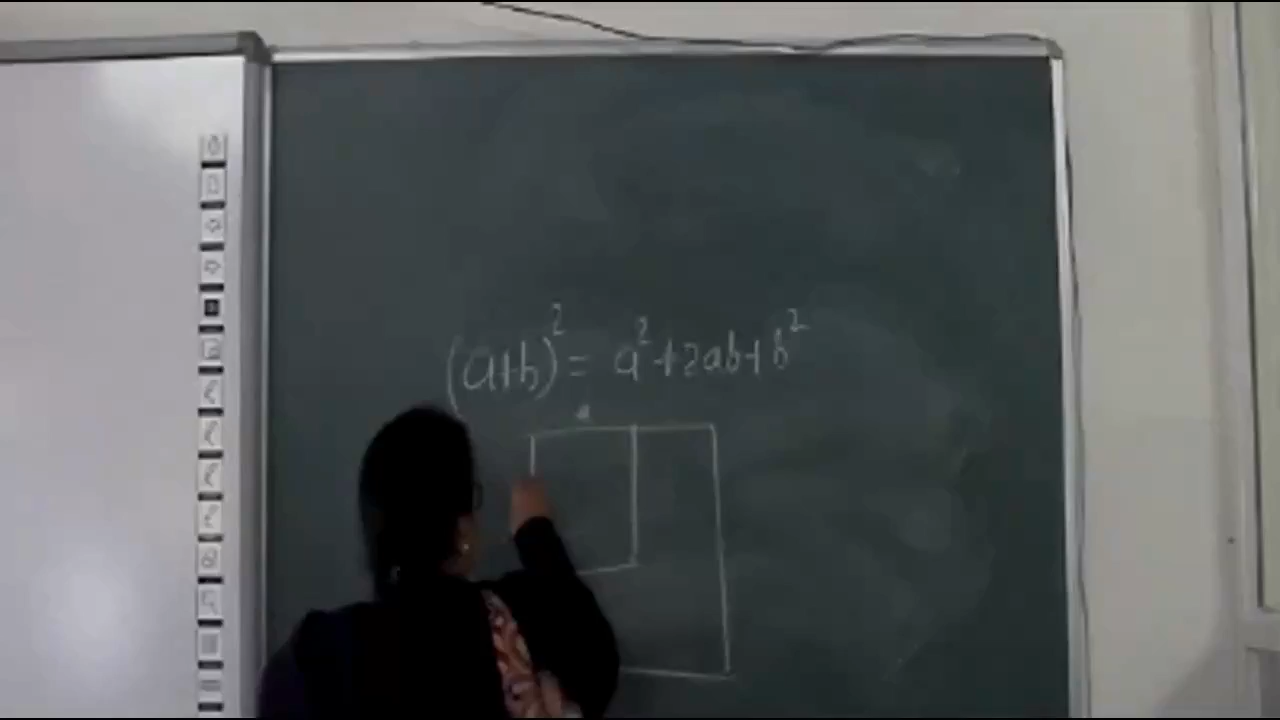 (a+b)² = a²+2ab+b²
a